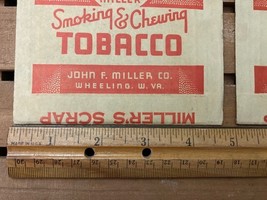 MILLER
Smoking & Chewing
TOBACCO
JOHN F. MILLER CO.
WHEELING, W. VA.
MILLER'S SCRAP
1 2 3 4 5